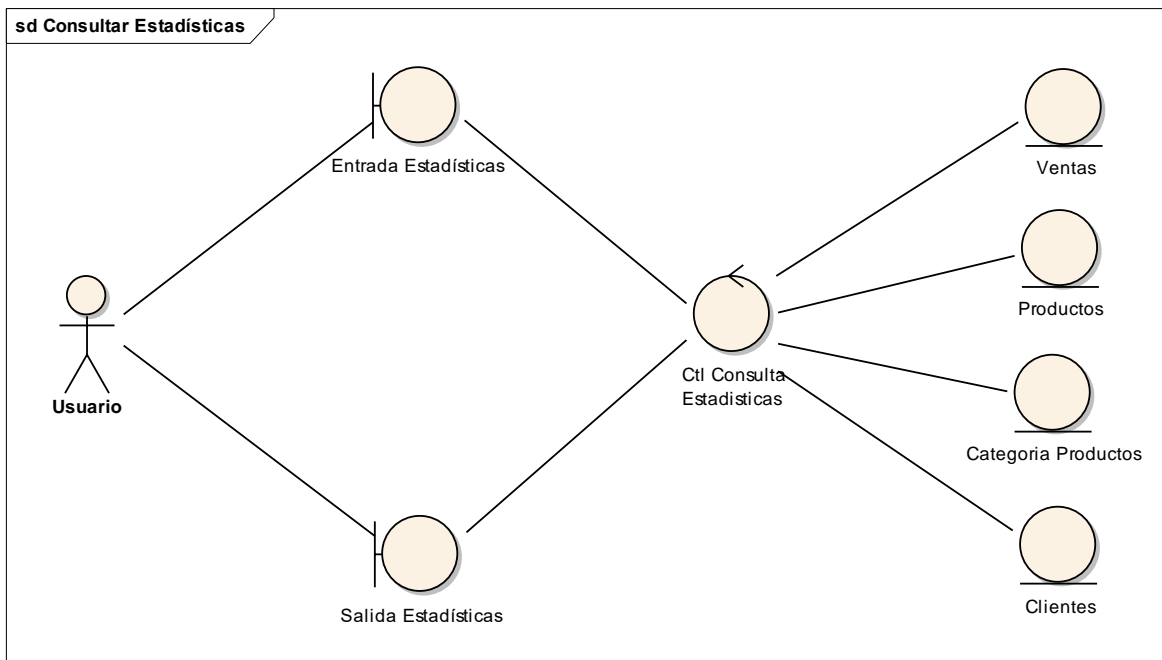 sd Consultar Estadísticas
Entrada Estadísticas
Ventas
Productos
Usuario
Ctl Consulta
Estadisticas
Categoria Productos
Salida Estadísticas
Clientes